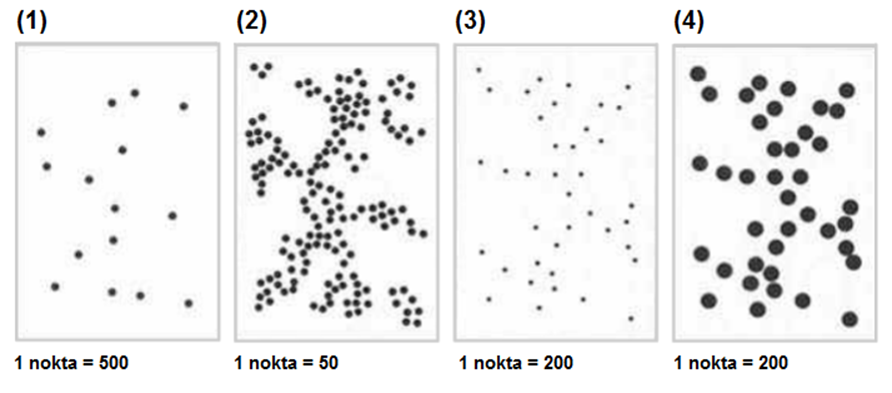 (1) (2) (3) (4)
1 nokta = 500 1 nokta = 50 1 nokta = 200 1 nokta = 200